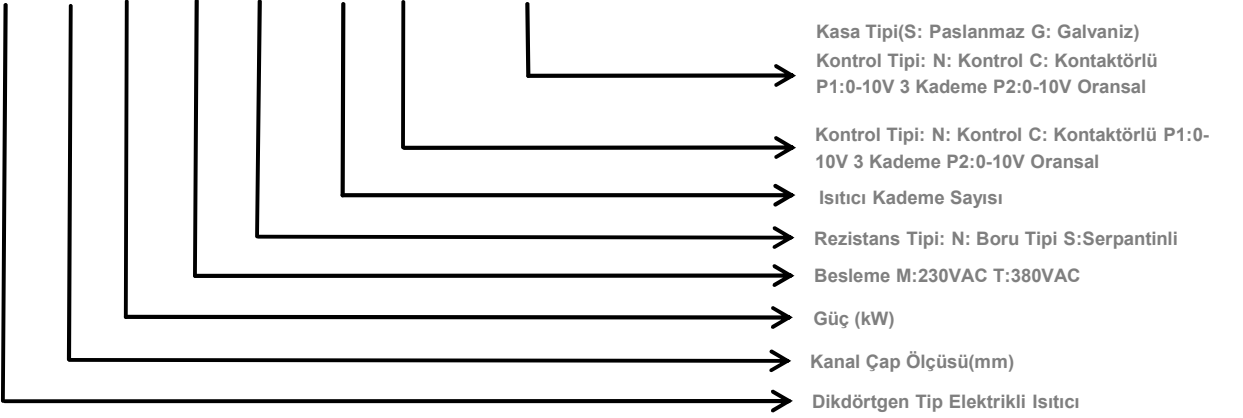 Kasa Tipi(S: Paslanmaz G: Galvaniz)
Kontrol Tipi: N: Kontrol C: Kontaktörlü
P1:0-10V 3 Kademe P2:0-10V Oransal
Kontrol Tipi: N: Kontrol C: Kontaktörlü P1:0-
10V 3 Kademe P2:0-10V Oransal
Isıtıcı Kademe Sayısı
Rezistans Tipi: N: Boru Tipi S:Serpantinli
Besleme M:230VAC T:380VAC
Güç (kW)
Kanal Çap Ölçüsü(mm)
Dikdörtgen Tip Elektrikli Isıtıcı